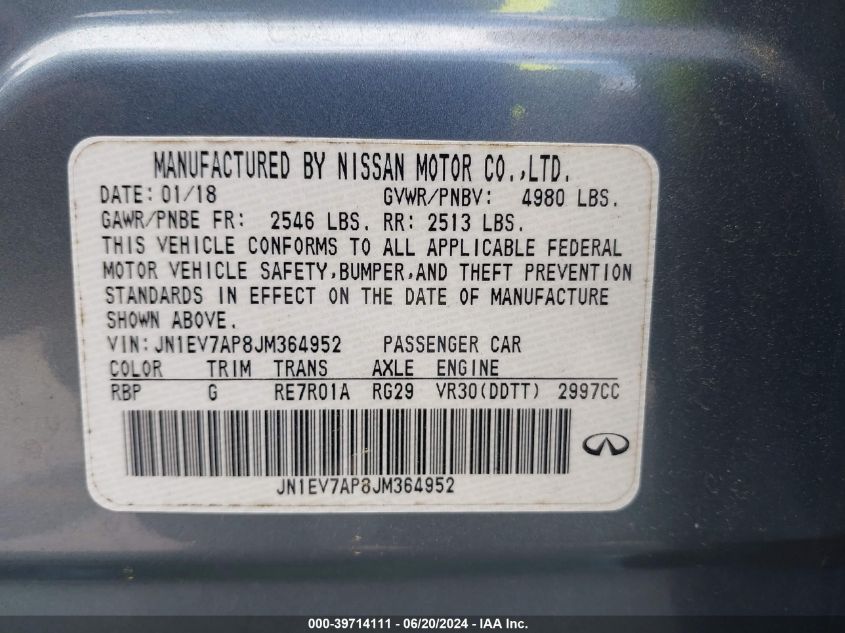 MANUFACTURED BY NISSAN MOTOR CO.,LTD.
DATE: 01/18 GVWR/PNBV: 4980 LBS.
GAWR/PNBE FR: 2546 LBS. RR: 2513 LBS.
THIS VEHICLE CONFORMS TO ALL APPLICABLE FEDERAL
MOTOR VEHICLE SAFETY,BUMPER,AND THEFT PREVENTION
STANDARDS IN EFFECT ON THE DATE OF MANUFACTURE
SHOWN ABOVE.
VIN: JN1EV7AP8JM364952 PASSENGER CAR
COLOR TRIM TRANS AXLE ENGINE
RBP G RE7R01A RG29 VR30(DDTT) 2997CC
JN1EV7AP8JM364952
000-39714111 - 06/20/2024 - IAA Inc.